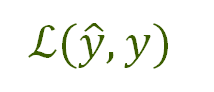 ℒ(ŷ, y)